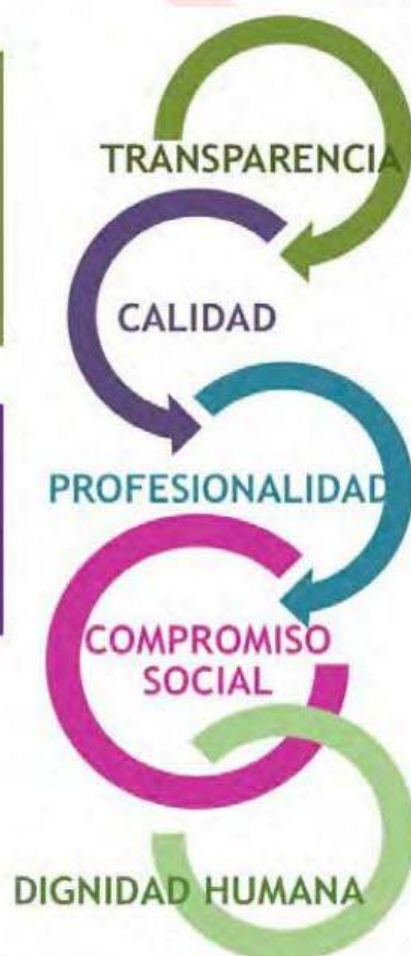 TRANSPARENCIA
CALIDAD
PROFESIONALIDAD
COMPROMISO
SOCIAL
DIGNIDAD HUMANA